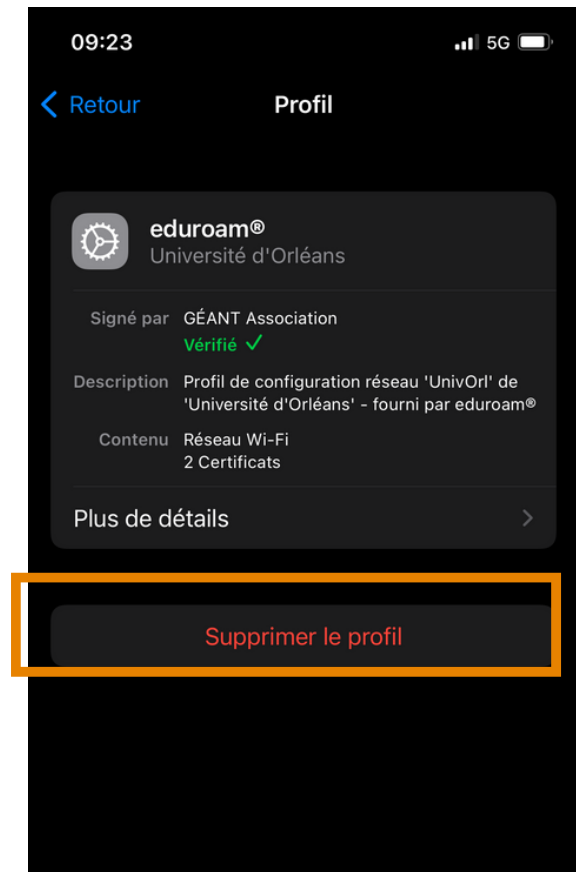 09:23
5G
Retour
Profil
eduroam®
Université d'Orléans
Signé par GÉANT Association
Vérifié ✓
Description Profil de configuration réseau 'UnivOrl' de
'Université d'Orléans' - fourni par eduroam®
Contenu Réseau Wi-Fi
2 Certificats
Plus de détails
Supprimer le profil